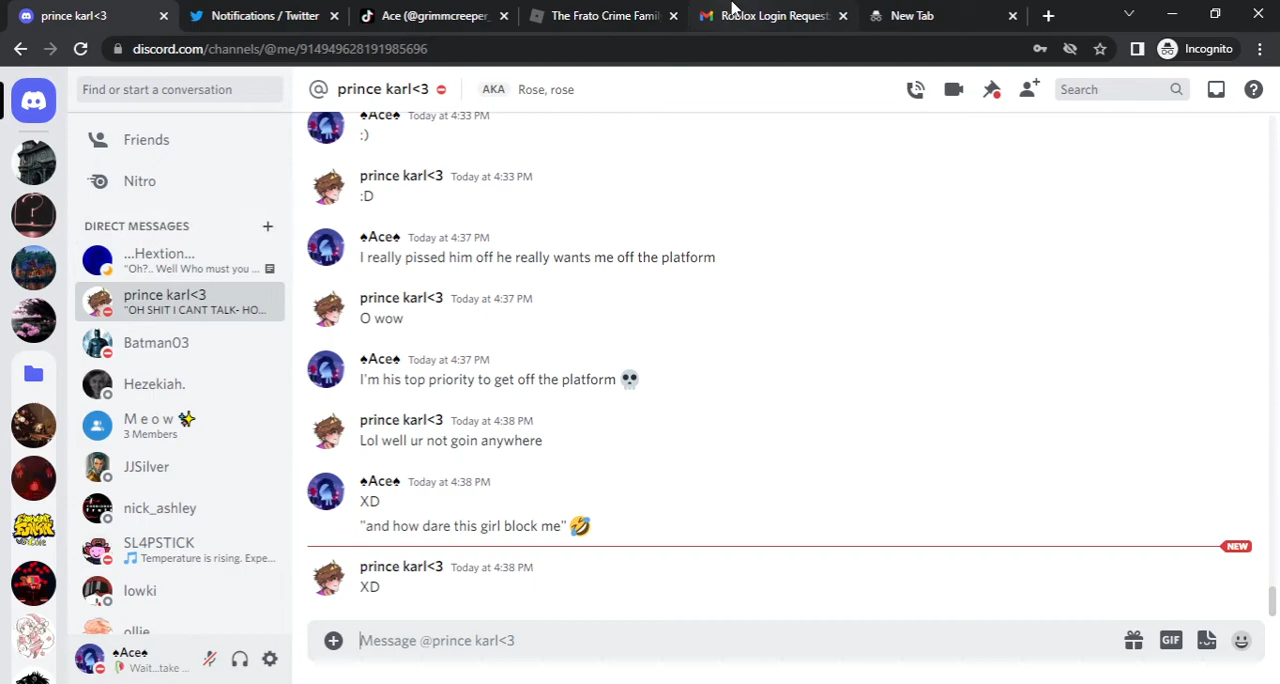 prince karl<3
Notifications / Twitter
Ace (@grimmcreeper_
The Frato Crime Famil
Roblox Login Request
New Tab
discord.com/channels/@me/914949628191985696
Incognito
Find or start a conversation
prince karl<3
AKA Rose, rose
Search
Friends
Nitro
DIRECT MESSAGES
...Hextion...
"Oh?.. Well Who must you ...
prince karl<3
"OH SHIT I CANT TALK- HO...
Batman03
Hezekiah.
M e o w ✨
3 Members
JJSilver
nick_ashley
SL4PSTICK
🎵 Temperature is rising. Expe...
lowki
ollie
♠Ace♠
Wait...take ...
♠Ace♠ Today at 4:33 PM
:)
prince karl<3 Today at 4:33 PM
:D
♠Ace♠ Today at 4:37 PM
I really pissed him off he really wants me off the platform
prince karl<3 Today at 4:37 PM
O wow
♠Ace♠ Today at 4:37 PM
I'm his top priority to get off the platform 💀
prince karl<3 Today at 4:38 PM
Lol well ur not goin anywhere
♠Ace♠ Today at 4:38 PM
XD
"and how dare this girl block me"🤣
NEW
prince karl<3 Today at 4:38 PM
XD
Message @prince karl<3
GIF